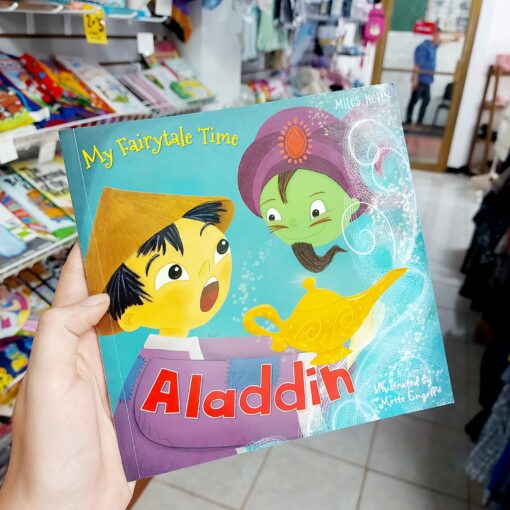 MILES KELLY
My Fairytale Time
Aladdin
illustrated by
Mette Engell